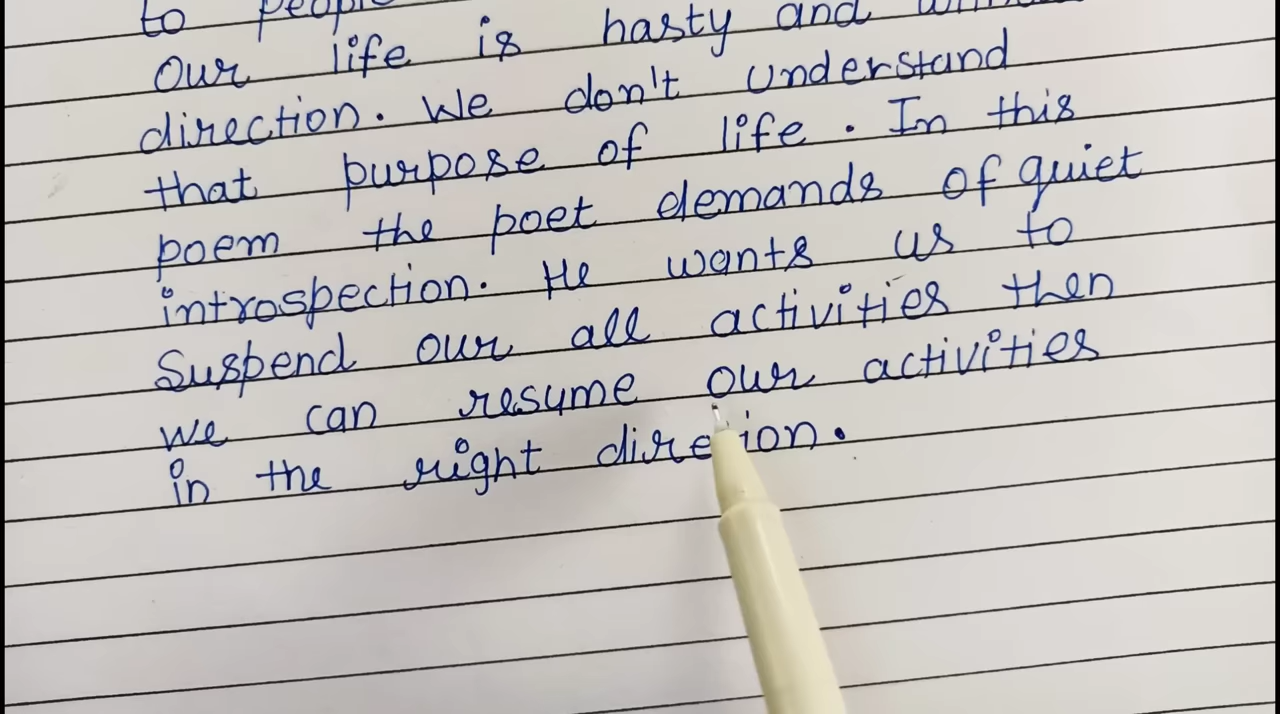 to people
Our life is hasty and
direction. We don't understand
that purpose of life. In this
poem the poet demands of quiet
introspection. He wants us to
Suspend our all activities then
we can resume our activities
in the right direction.